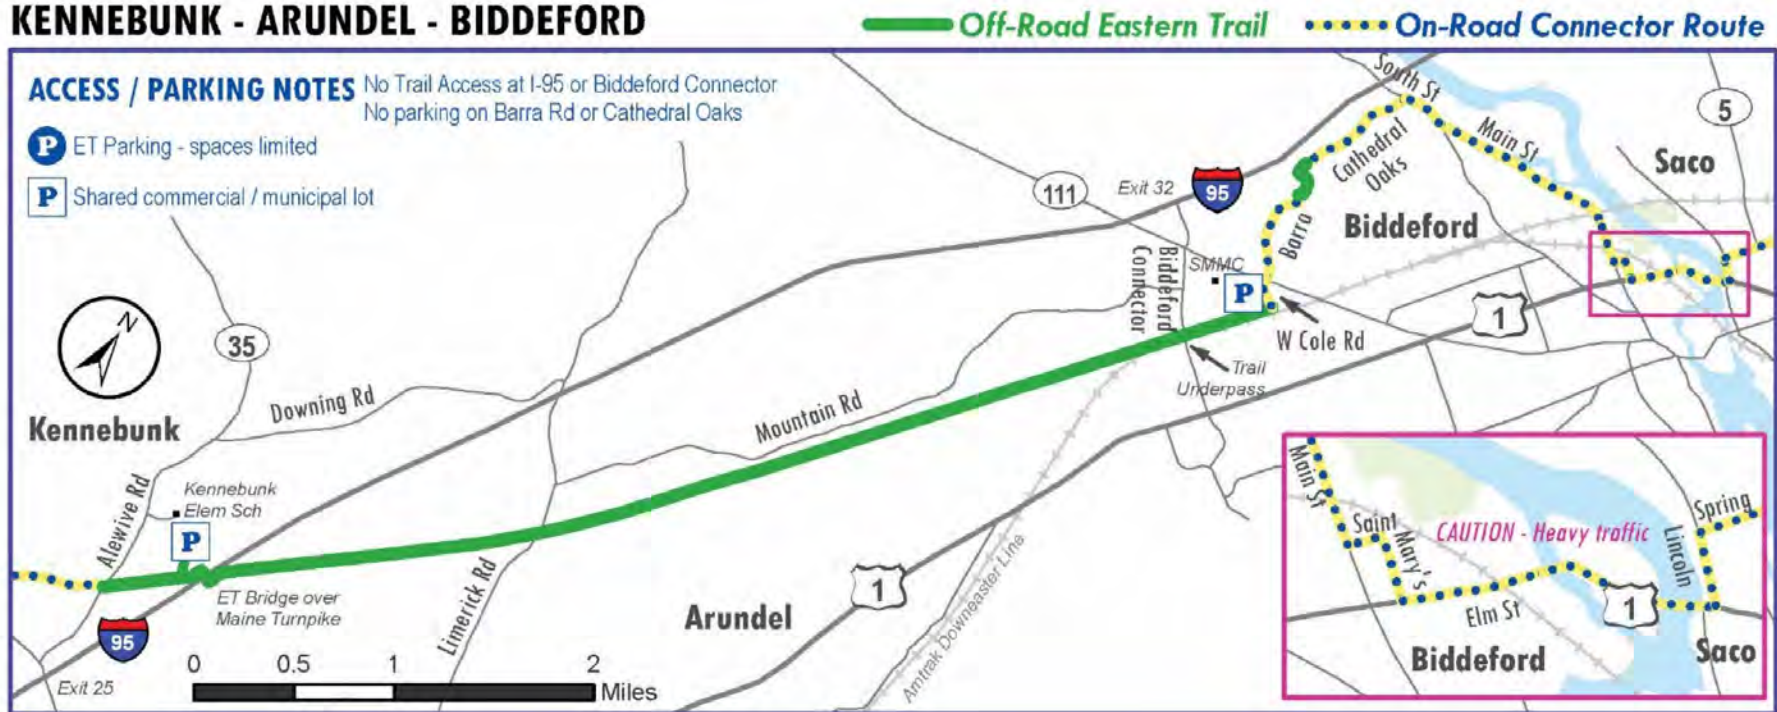 KENNEBUNK - ARUNDEL - BIDDEFORD
Off-Road Eastern Trail
On-Road Connector Route
ACCESS / PARKING NOTES
No Trail Access at I-95 or Biddeford Connector
No parking on Barra Rd or Cathedral Oaks
P ET Parking - spaces limited
P Shared commercial / municipal lot
South St
5
Main St
Cathedral
Oaks
Saco
111
Exit 32
95
Barra
Biddeford
Biddeford
Connector
SMMC
P
1
W Cole Rd
Trail
Underpass
N
35
Downing Rd
Kennebunk
Mountain Rd
Alewive Rd
Kennebunk
Elem Sch
P
ET Bridge over
Maine Turnpike
95
Exit 25
Limerick Rd
Arundel
1
Amtrak Downeaster Line
0 0.5 1 2
Miles
Main St
Saint
Mary's
CAUTION - Heavy traffic
Spring
Lincoln
Elm St
1
Biddeford
Saco